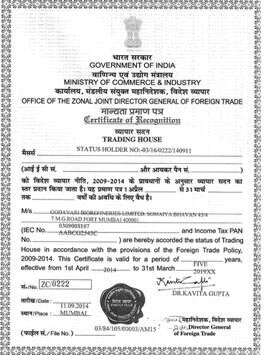 भारत सरकार
GOVERNMENT OF INDIA
वाणिज्य एवं उद्योग मंत्रालय
MINISTRY OF COMMERCE & INDUSTRY
कार्यालय, मंडलीय संयुक्त महानिदेशक, विदेश व्यापार
OFFICE OF THE ZONAL JOINT DIRECTOR GENERAL OF FOREIGN TRADE
मान्यता प्रमाण पत्र
Certificate of Recognition
व्यापार सदन
TRADING HOUSE
मैसर्स STATUS HOLDER NO:-03/16/0222/140911
(आई ई सी सं. और आयकर पैन सं. )
को विदेश व्यापार नीति, 2009-2014 के प्रावधानों के अनुसार व्यापार सदन का
स्तर प्रदान किया जाता है। यह प्रमाण पत्र 1 अप्रैल से 31 मार्च
तक वर्षों की अवधि के लिए वैध है।
M/s GODAVARI BIOREFINERIES LIMITED. SOMAIYA BHAVAN 45/4
7 M.G.ROAD FORT MUMBAI 400001
(IEC No. 0309003107 and Income Tax PAN
No. AABCG2543C ) are hereby accorded the status of Trading
House in accordance with the provisions of the Foreign Trade Policy,
2009-2014. This Certificate is valid for a period of FIVE years,
effective from 1st April 2014 to 31st March 2019XX
सं./No. ZC/0222
तारीख/Date: 11.09.2014
स्थान/Place: MUMBAI
DR.KAVITA GUPTA
Director General
of Foreign Trade.
(फाईल सं./File No. 03/84/105/00003/AM15 )